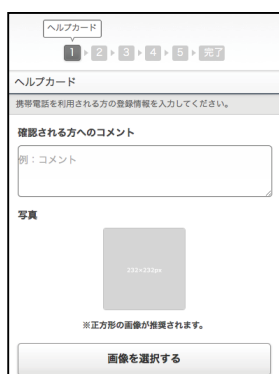 ヘルプカード
1 2 3 4 5 完了
ヘルプカード
携帯電話を利用される方の登録情報を入力してください。
確認される方へのコメント
例：コメント
写真
232×232px
※正方形の画像が推奨されます。
画像を選択する